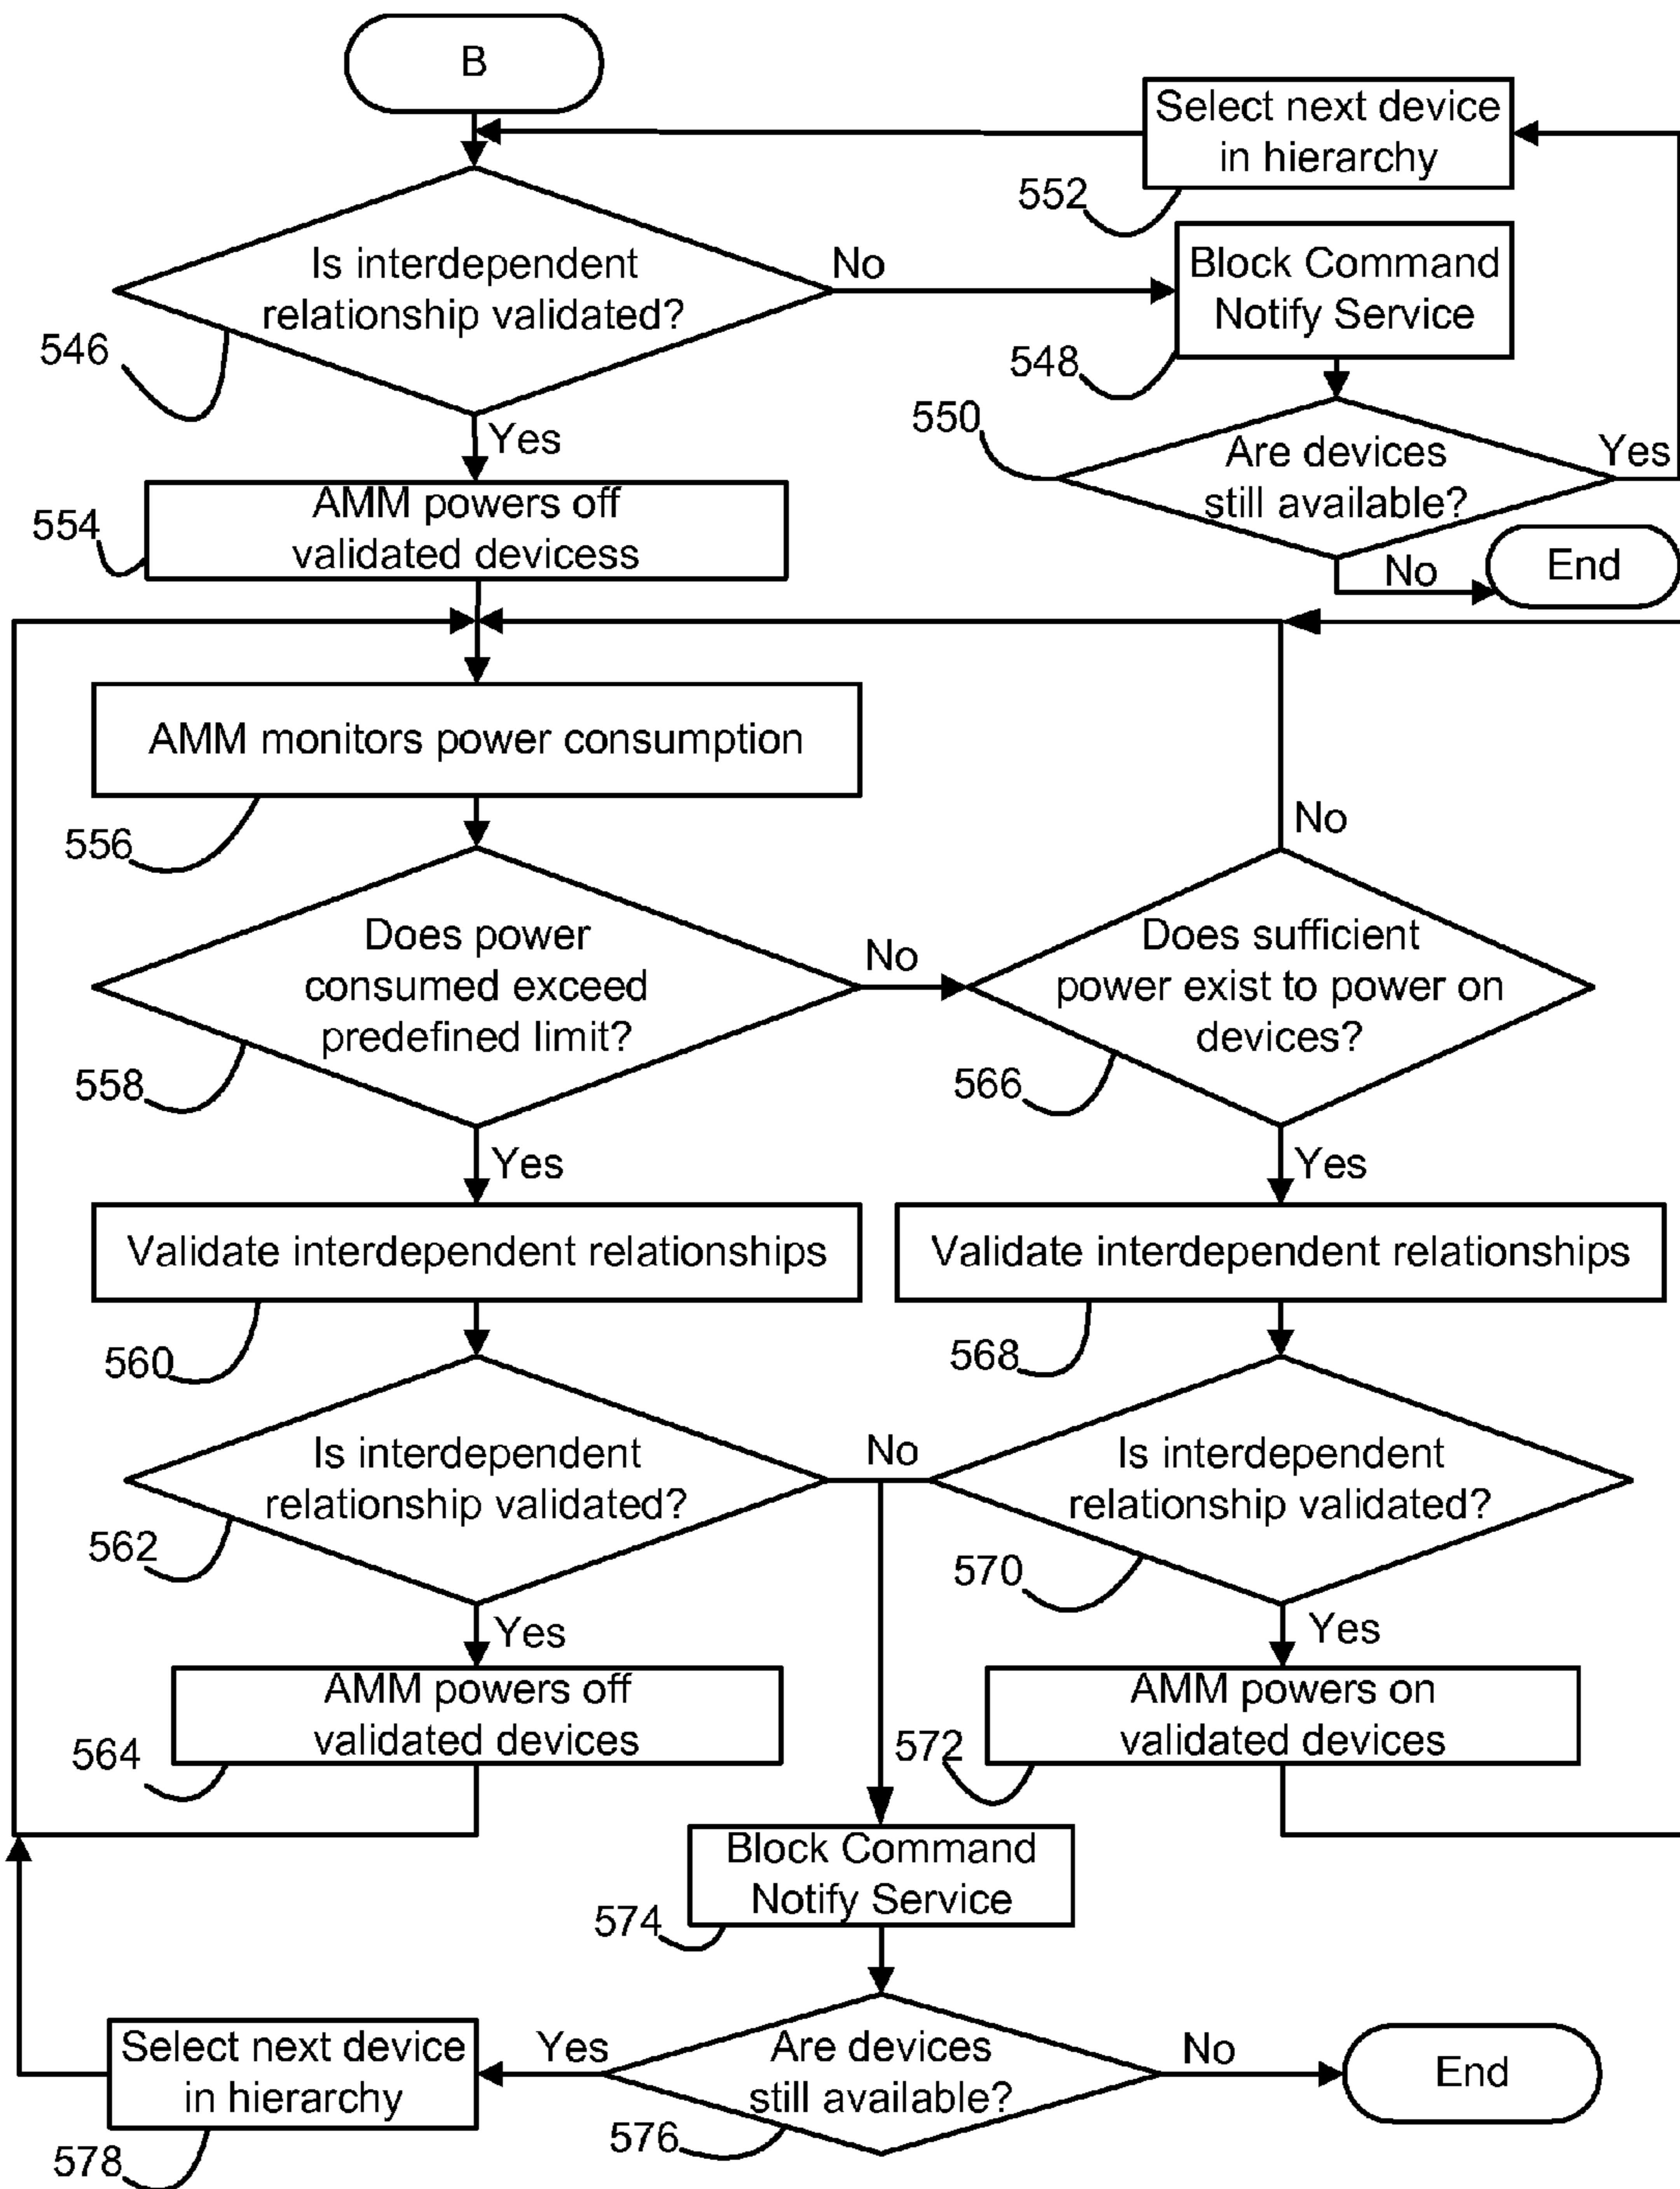 B
Select next device
in hierarchy
552
Is interdependent
relationship validated?
No
546
Block Command
Notify Service
548
550
Are devices
still available?
Yes
No
End
Yes
AMM powers off
validated devicess
554
AMM monitors power consumption
556
No
Does power
consumed exceed
predefined limit?
No
558
Does sufficient
power exist to power on
devices?
566
Yes
Yes
Validate interdependent relationships
Validate interdependent relationships
560
568
Is interdependent
relationship validated?
No
Is interdependent
relationship validated?
562
570
Yes
Yes
AMM powers off
validated devices
AMM powers on
validated devices
564
572
Block Command
Notify Service
574
Select next device
in hierarchy
Yes
Are devices
still available?
No
End
576
578